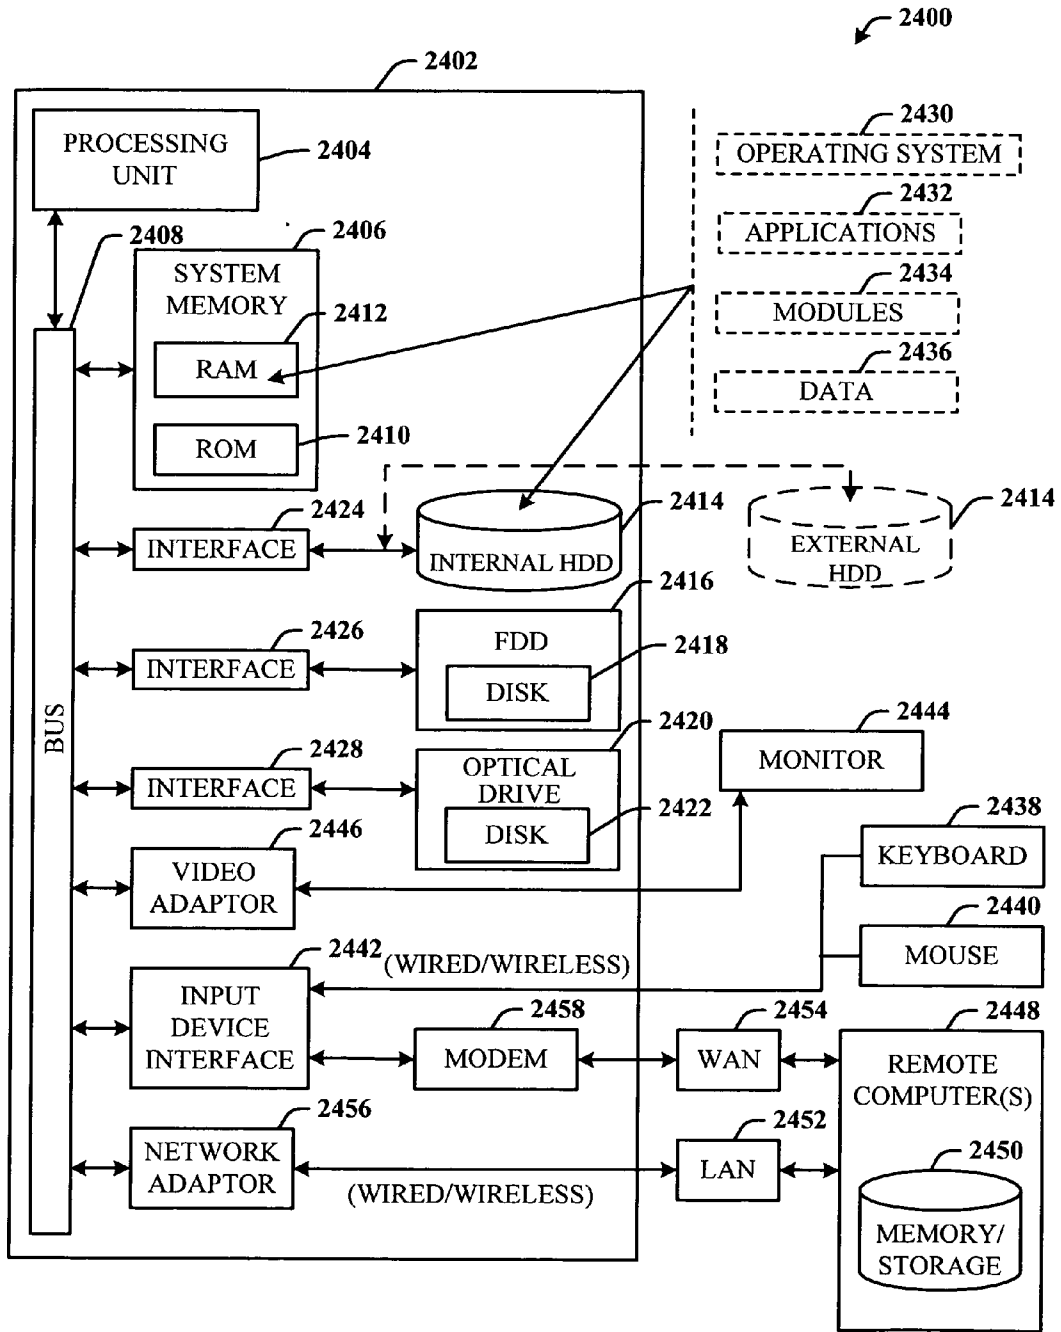 2400
2402
PROCESSING
UNIT
2404
2430
OPERATING SYSTEM
2432
APPLICATIONS
2434
MODULES
2436
DATA
2408
2406
SYSTEM
MEMORY
2412
RAM
2410
ROM
2424
INTERFACE
2414
INTERNAL HDD
2414
EXTERNAL
HDD
2416
FDD
2426
INTERFACE
2418
DISK
BUS
2420
OPTICAL
DRIVE
2428
INTERFACE
2422
DISK
2444
MONITOR
2446
VIDEO
ADAPTOR
2438
KEYBOARD
2440
MOUSE
2442
(WIRED/WIRELESS)
INPUT
DEVICE
INTERFACE
2458
MODEM
2454
WAN
2448
REMOTE
COMPUTER(S)
2456
NETWORK
ADAPTOR
(WIRED/WIRELESS)
2452
LAN
2450
MEMORY/
STORAGE